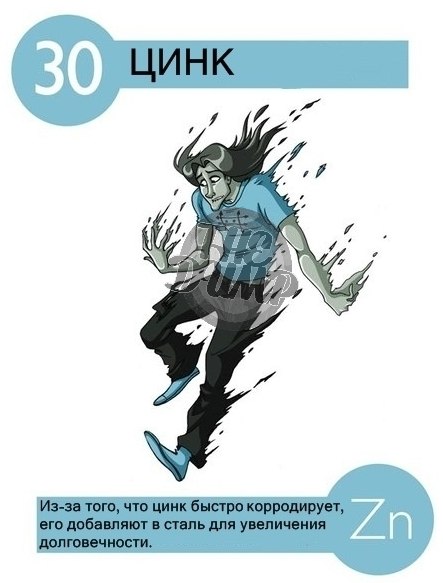 30 ЦИНК
Из-за того, что цинк быстро корродирует,
его добавляют в сталь для увеличения
долговечности.
Zn